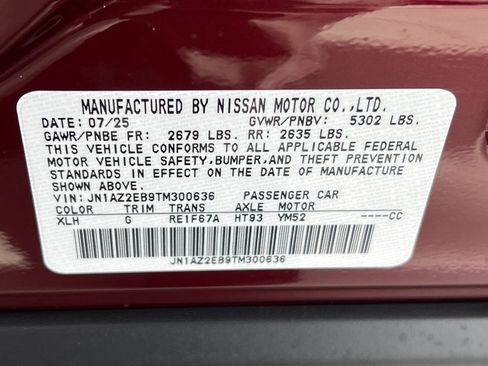 MANUFACTURED BY NISSAN MOTOR CO.,LTD.
DATE: 07/25 GVWR/PNBV: 5302 LBS.
GAWR/PNBE FR: 2679 LBS. RR: 2635 LBS.
THIS VEHICLE CONFORMS TO ALL APPLICABLE FEDERAL
MOTOR VEHICLE SAFETY,BUMPER,AND THEFT PREVENTION
STANDARDS IN EFFECT ON THE DATE OF MANUFACTURE
SHOWN ABOVE.
VIN: JN1AZ2EB9TM300636 PASSENGER CAR
COLOR TRIM TRANS AXLE MOTOR
XLH G RE1F67A HT93 YM52 ----CC
JN1AZ2EB9TM300636